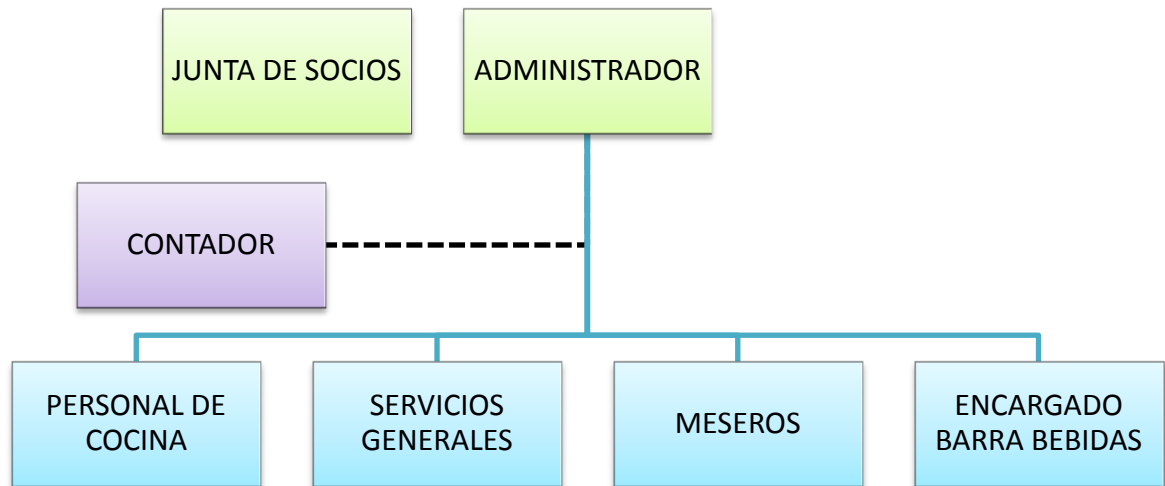 JUNTA DE SOCIOS
ADMINISTRADOR
CONTADOR
PERSONAL DE
COCINA
SERVICIOS
GENERALES
MESEROS
ENCARGADO
BARRA BEBIDAS